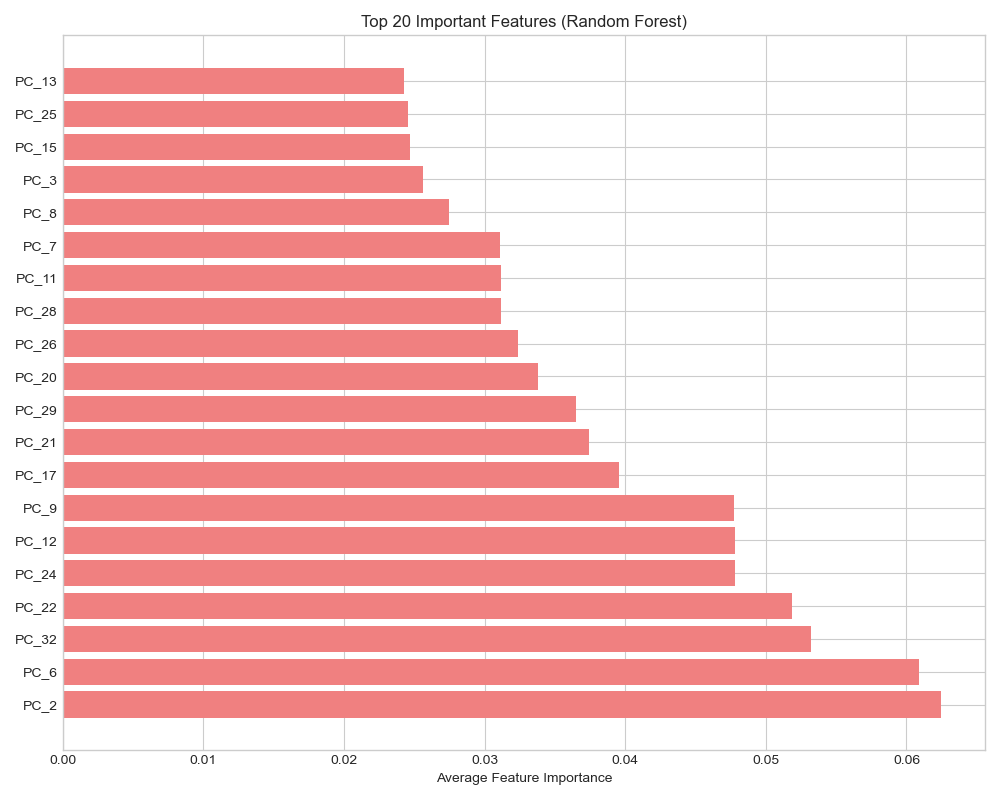 Top 20 Important Features (Random Forest)
PC_13
PC_25
PC_15
PC_3
PC_8
PC_7
PC_11
PC_28
PC_26
PC_20
PC_29
PC_21
PC_17
PC_9
PC_12
PC_24
PC_22
PC_32
PC_6
PC_2
0.00 0.01 0.02 0.03 0.04 0.05 0.06
Average Feature Importance